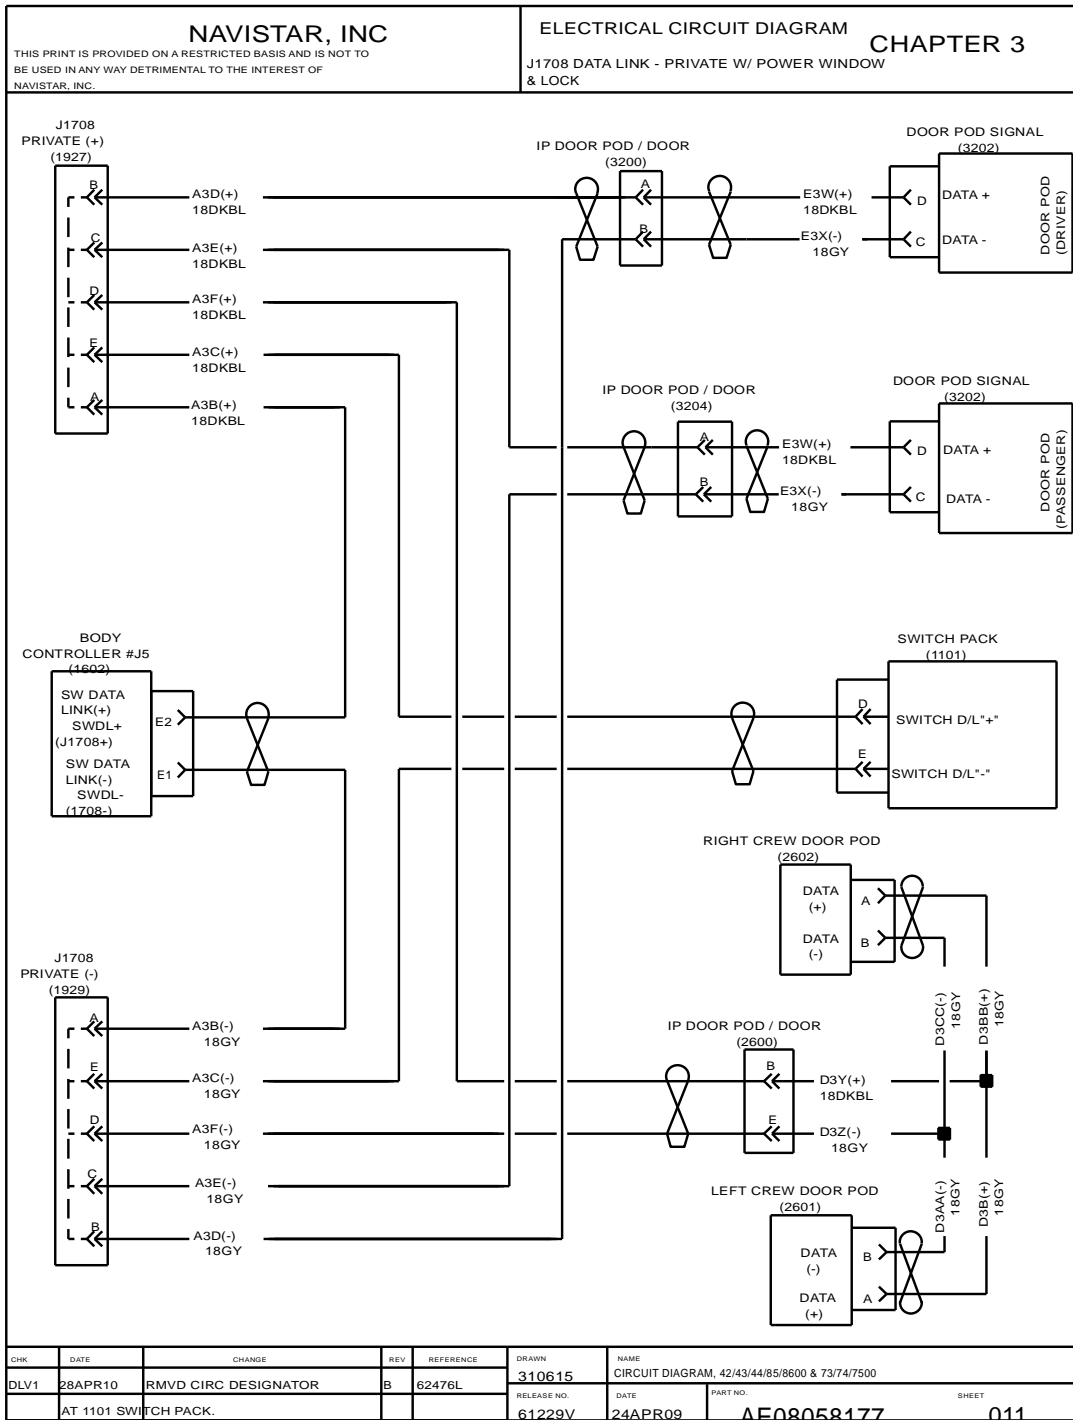 NAVISTAR, INC
THIS PRINT IS PROVIDED ON A RESTRICTED BASIS AND IS NOT TO
BE USED IN ANY WAY DETRIMENTAL TO THE INTEREST OF
NAVISTAR, INC.
ELECTRICAL CIRCUIT DIAGRAM
CHAPTER 3
J1708 DATA LINK - PRIVATE W/ POWER WINDOW
& LOCK
J1708
PRIVATE (+)
(1927)
B
A3D(+)
18DKBL
C
A3E(+)
18DKBL
D
A3F(+)
18DKBL
E
A3C(+)
18DKBL
A
A3B(+)
18DKBL
IP DOOR POD / DOOR
(3200)
A
B
E3W(+)
18DKBL
E3X(-)
18GY
DOOR POD SIGNAL
(3202)
D
DATA +
C
DATA -
DOOR POD
(DRIVER)
IP DOOR POD / DOOR
(3204)
A
B
E3W(+)
18DKBL
E3X(-)
18GY
DOOR POD SIGNAL
(3202)
D
DATA +
C
DATA -
DOOR POD
(PASSENGER)
BODY
CONTROLLER #J5
(1602)
SW DATA
LINK(+)
SWDL+
(J1708+)
E2
SW DATA
LINK(-)
SWDL-
(1708-)
E1
SWITCH PACK
(1101)
D
SWITCH D/L"+"
E
SWITCH D/L"-"
RIGHT CREW DOOR POD
(2602)
DATA
(+)
A
DATA
(-)
B
D3CC(-)
18GY
D3BB(+)
18GY
J1708
PRIVATE (-)
(1929)
A
A3B(-)
18GY
E
A3C(-)
18GY
D
A3F(-)
18GY
C
A3E(-)
18GY
B
A3D(-)
18GY
IP DOOR POD / DOOR
(2600)
B
D3Y(+)
18DKBL
E
D3Z(-)
18GY
D3AA(-)
18GY
D3B(+)
18GY
LEFT CREW DOOR POD
(2601)
DATA
(-)
B
DATA
(+)
A
CHK DATE CHANGE REV REFERENCE
DLV1 28APR10 RMVD CIRC DESIGNATOR B 62476L
AT 1101 SWITCH PACK.
DRAWN
310615
NAME
CIRCUIT DIAGRAM, 42/43/44/85/8600 & 73/74/7500
RELEASE NO.
61229V
DATE
24APR09
PART NO.
AE08058177
SHEET
011